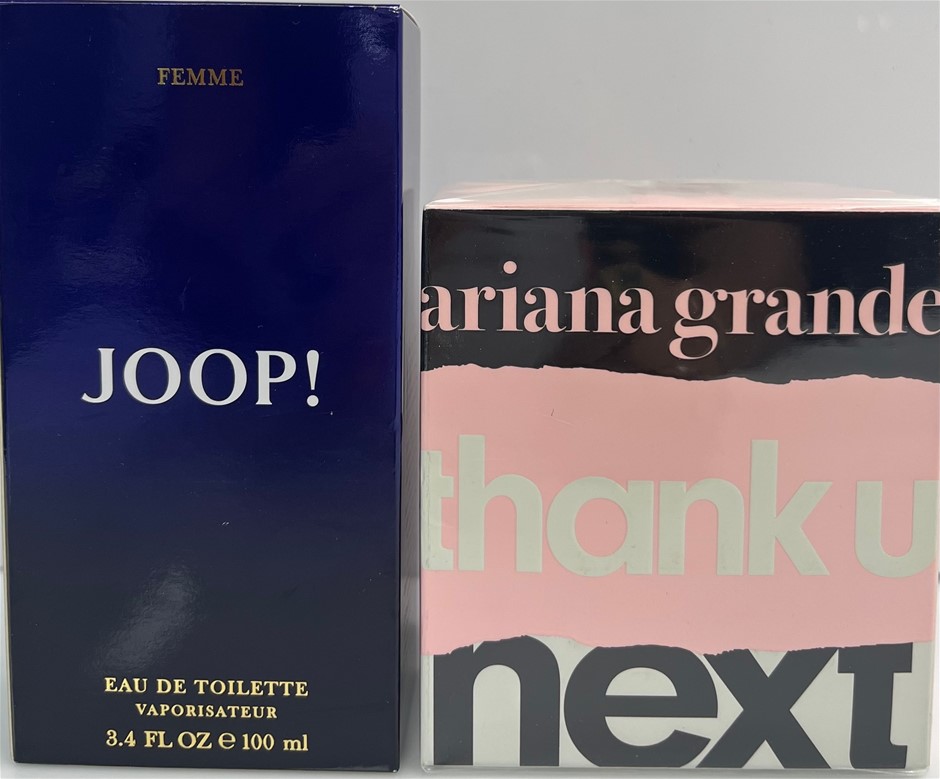 FEMME
JOOP!
EAU DE TOILETTE
VAPORISATEUR
3.4 FL OZ ℮ 100 ml
ariana grande
thank u
next